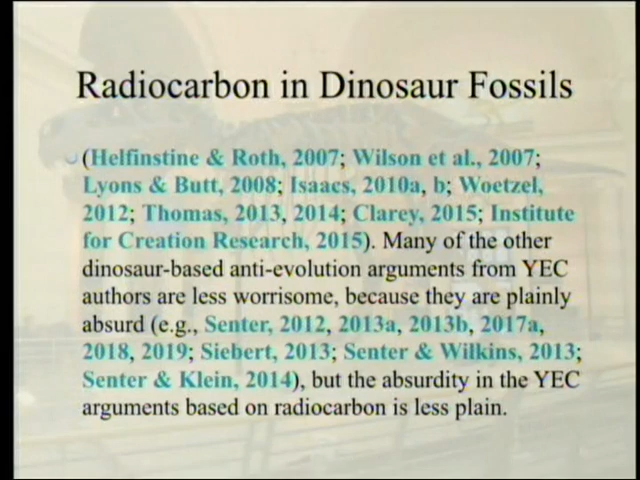 Radiocarbon in Dinosaur Fossils
(Helfinstine & Roth, 2007; Wilson et al., 2007;
Lyons & Butt, 2008; Isaacs, 2010a, b; Woetzel,
2012; Thomas, 2013, 2014; Clarey, 2015; Institute
for Creation Research, 2015). Many of the other
dinosaur-based anti-evolution arguments from YEC
authors are less worrisome, because they are plainly
absurd (e.g., Senter, 2012, 2013a, 2013b, 2017a,
2018, 2019; Siebert, 2013; Senter & Wilkins, 2013;
Senter & Klein, 2014), but the absurdity in the YEC
arguments based on radiocarbon is less plain.